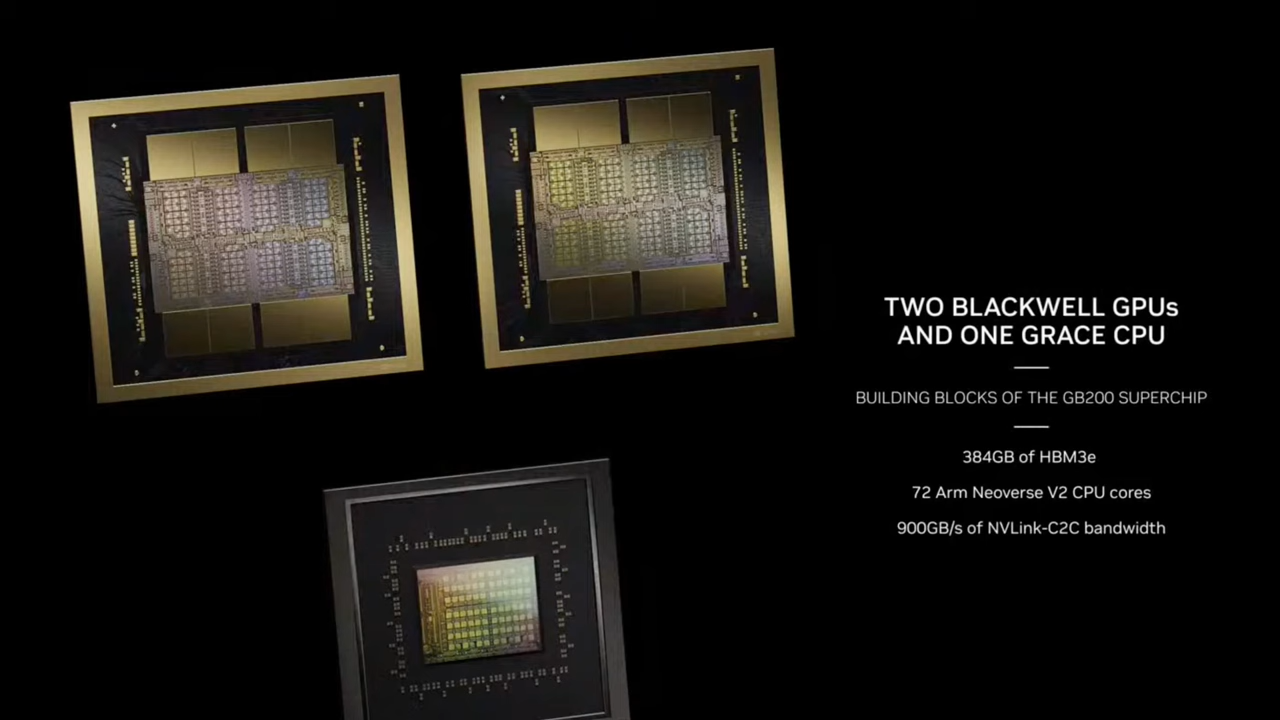 TWO BLACKWELL GPUs
AND ONE GRACE CPU
BUILDING BLOCKS OF THE GB200 SUPERCHIP
384GB of HBM3e
72 Arm Neoverse V2 CPU cores
900GB/s of NVLink-C2C bandwidth